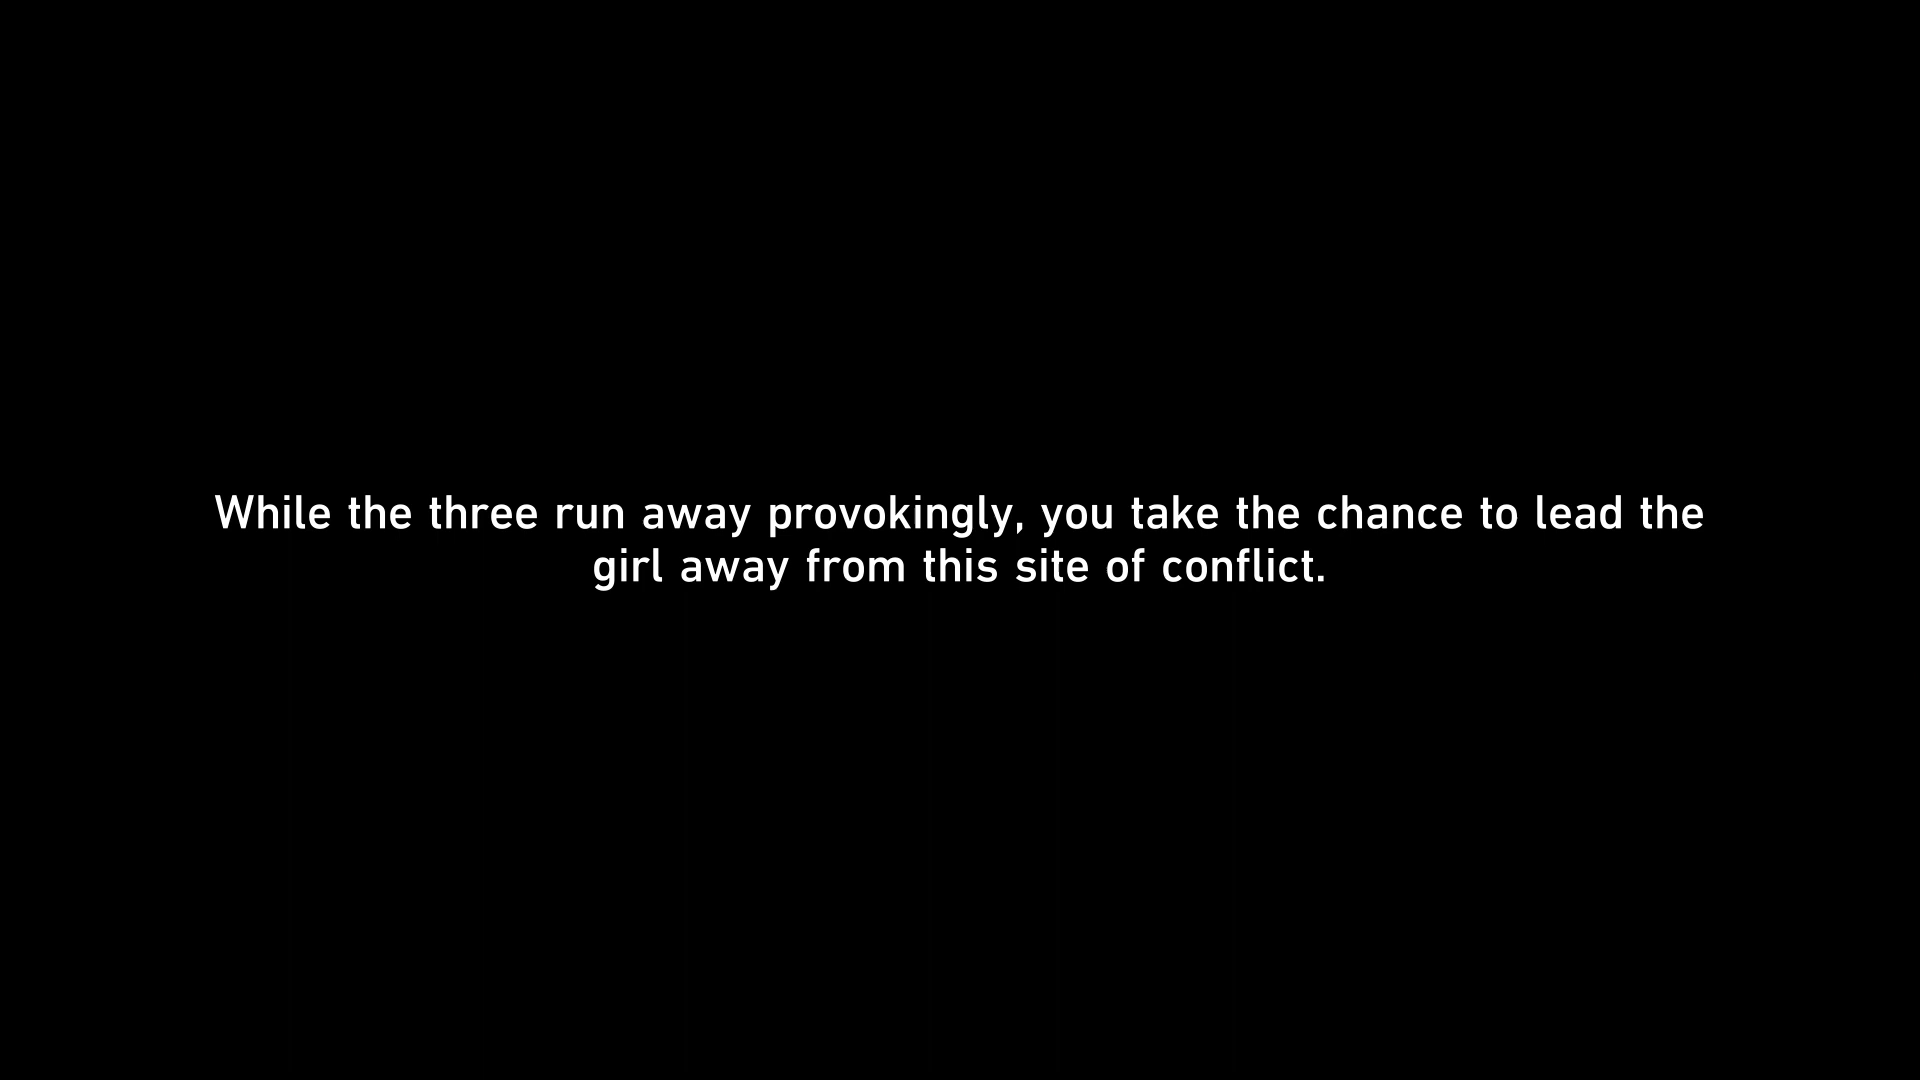 While the three run away provokingly, you take the chance to lead the
girl away from this site of conflict.